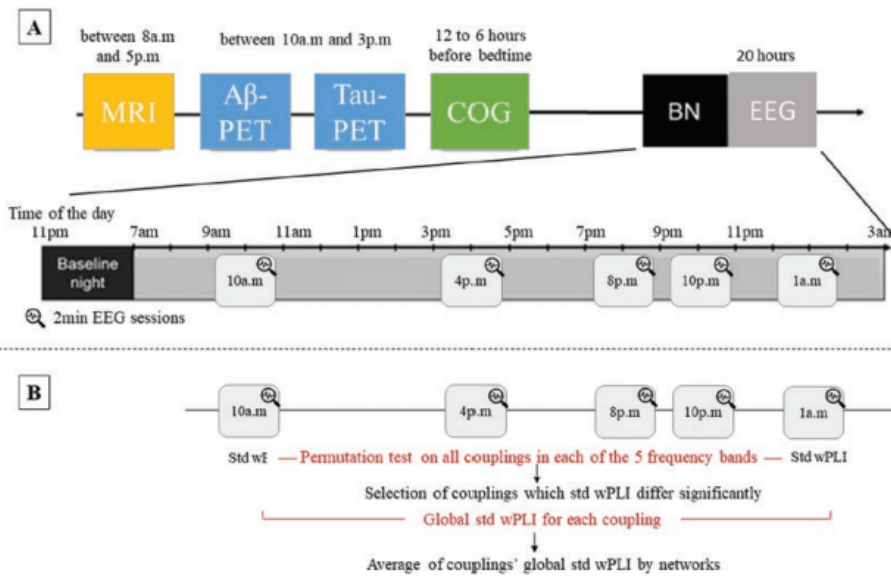 A
between 8a.m
and 5p.m
between 10a.m and 3p.m
12 to 6 hours
before bedtime
20 hours
MRI
Aβ-
PET
Tau-
PET
COG
BN
EEG
Time of the day
11pm 7am 9am 11am 1pm 3pm 5pm 7pm 9pm 11pm 3am
Baseline
night
10a.m 4p..m 8p.m 10p.m 1a.m
2min EEG sessions
B
10a.m 4p.m 8p.m 10p.m 1a.m
Std Permutation test on all couplings in each of the 5 frequency bands Std wPLI
Selection of couplings which std wPLI differ significantly
Global std wPLI for each coupling
Average of couplings' global std wPLI by networks